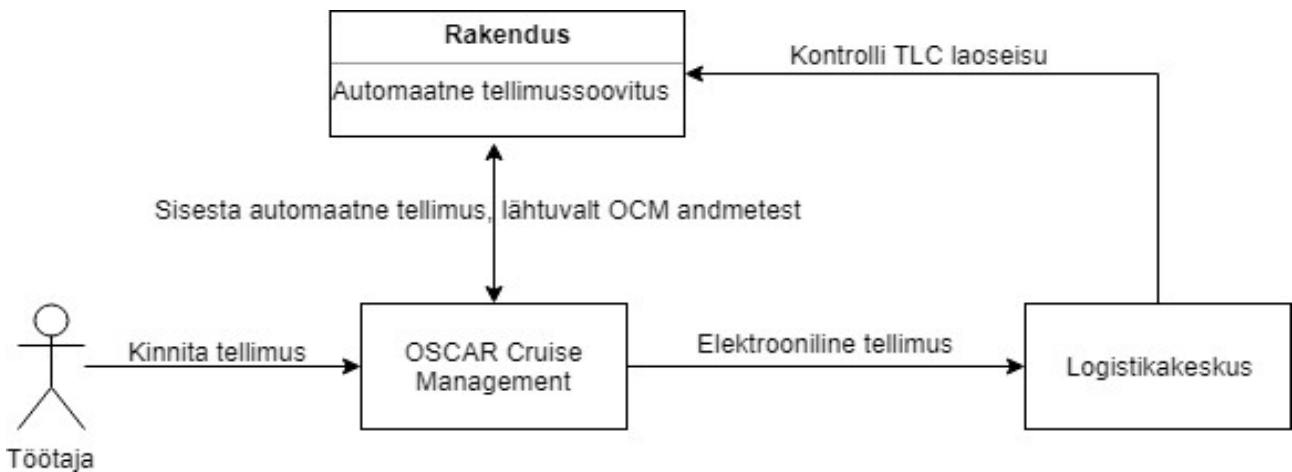 Rakendus
Automaatne tellimussoovitus
Kontrolli TLC laoseisu
Sisesta automaatne tellimus, lähtuvalt OCM andmetest
Kinnita tellimus
OSCAR Cruise
Management
Elektrooniline tellimus
Logistikakeskus
Töötaja